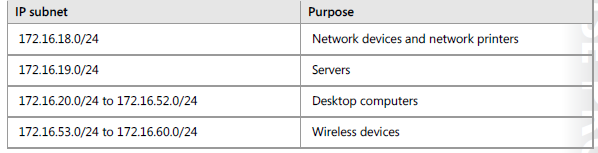 IP subnet Purpose
172.16.18.0/24 Network devices and network printers
172.16.19.0/24 Servers
172.16.20.0/24 to 172.16.52.0/24 Desktop computers
172.16.53.0/24 to 172.16.60.0/24 Wireless devices